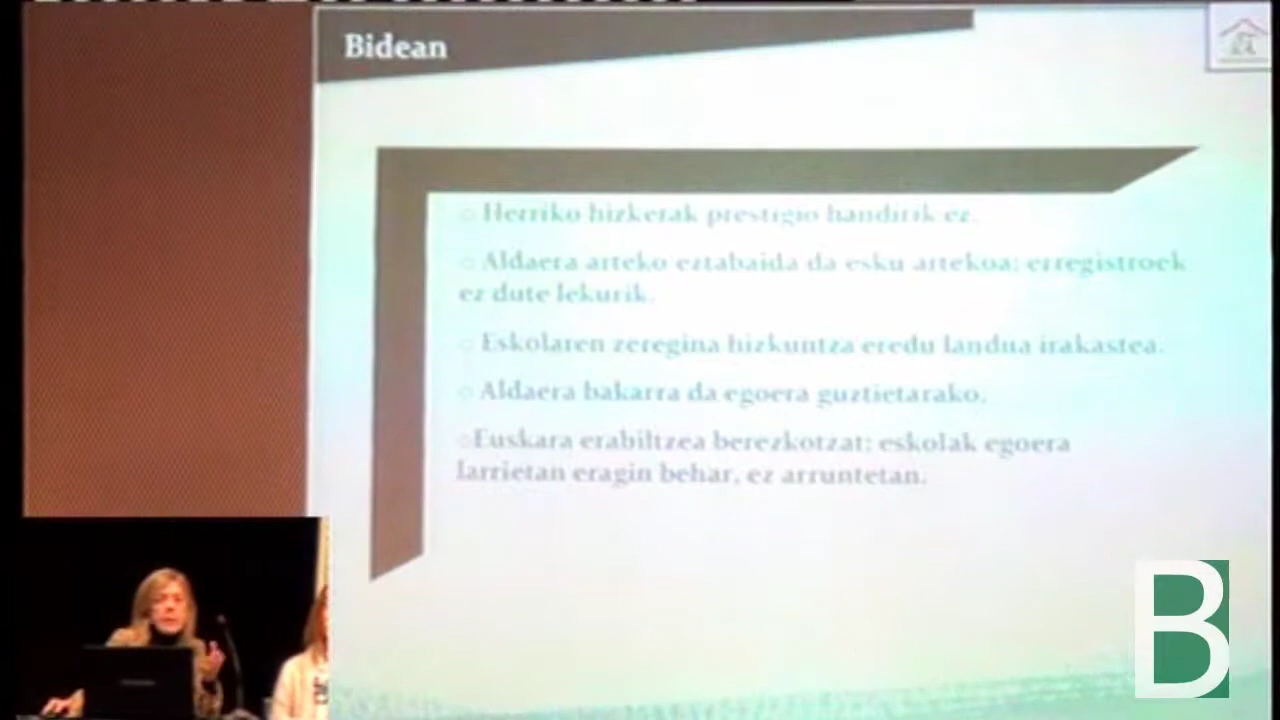 Bidean
Herriko hizkerak prestigio handirik ez.
Aldaera arteko eztabaida da esku artekoa; erregistroek
ez dute lekurik.
Eskolaren zeregina hizkuntza eredu landua irakastea.
Aldaera bakarra da egoera guztietarako.
Euskara erabiltzea berezkotzat; eskolak egoera
larrietan eragin behar, ez arruntetan.
B